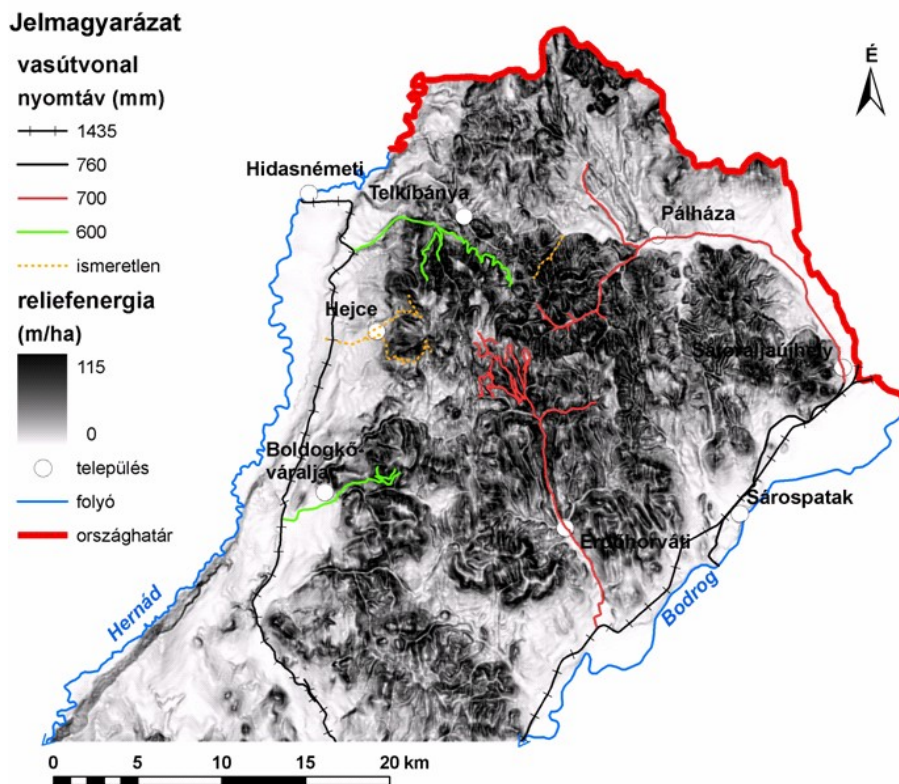 Jelmagyarázat
vasútvonal
nyomtáv (mm)
1435
760
700
600
ismeretlen
reliefenergia
(m/ha)
115
0
település
folyó
országhatár
É
Hidasnémeti
Telkibánya
Pálháza
Hejce
Sátoraljaújhely
Boldogkő-
váralja
Sárospatak
Erdőhorváti
Hernád
Bodrog
0 5 10 15 20 km